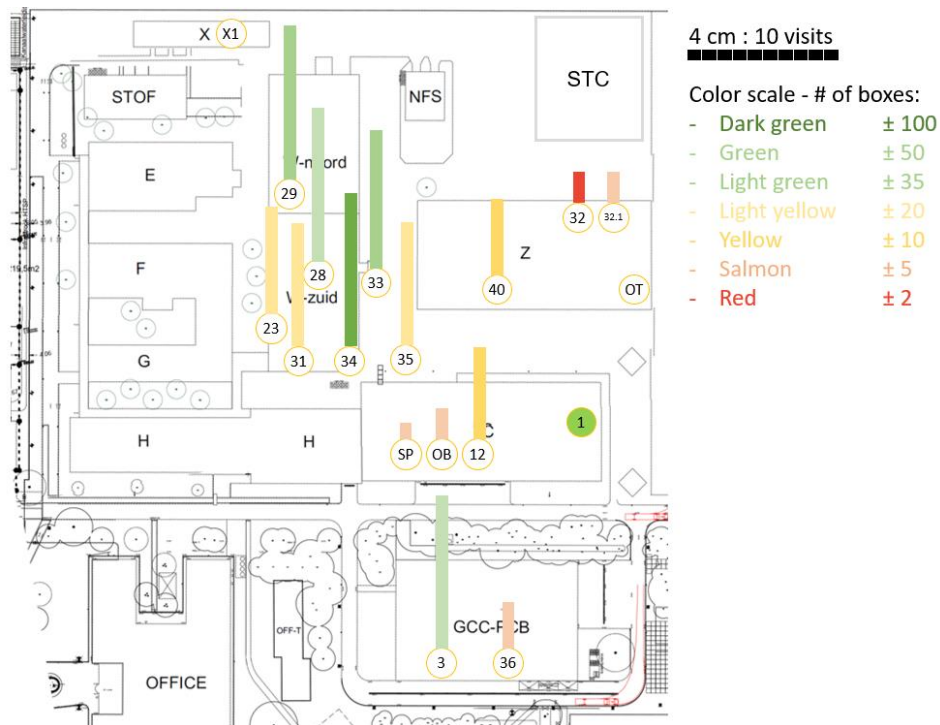 4 cm : 10 visits
Color scale - # of boxes:
- Dark green ± 100
- Green ± 50
- Light green ± 35
- Light yellow ± 20
- Yellow ± 10
- Salmon ± 5
- Red ± 2
X X1
STC
STOF
NFS
W-noord
E
29
32
32.1
23
28
33
Z
F
40
OT
W-zuid
31
34
35
G
1
H
H
SP
OB
12
C
OFF-T
GCC-PCB
3
36
OFFICE